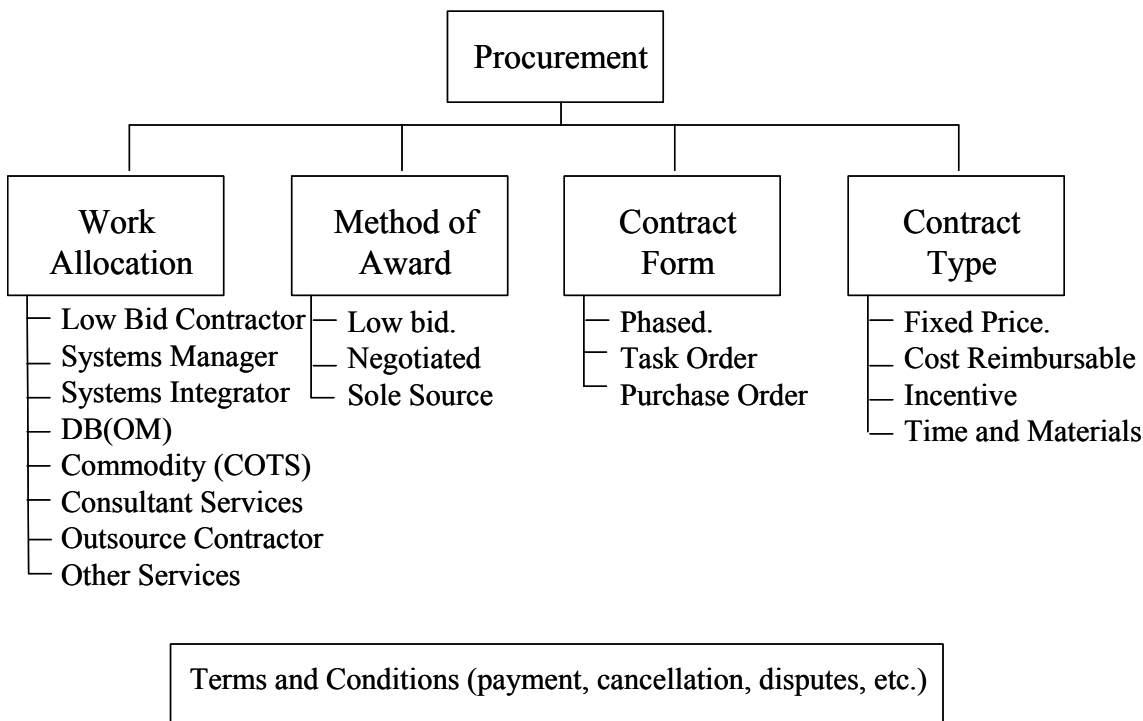 Procurement
Work
Allocation
Low Bid Contractor
Systems Manager
Systems Integrator
DB(OM)
Commodity (COTS)
Consultant Services
Outsource Contractor
Other Services
Method of
Award
Low bid.
Negotiated
Sole Source
Contract
Form
Phased.
Task Order
Purchase Order
Contract
Type
Fixed Price.
Cost Reimbursable
Incentive
Time and Materials
Terms and Conditions (payment, cancellation, disputes, etc.)